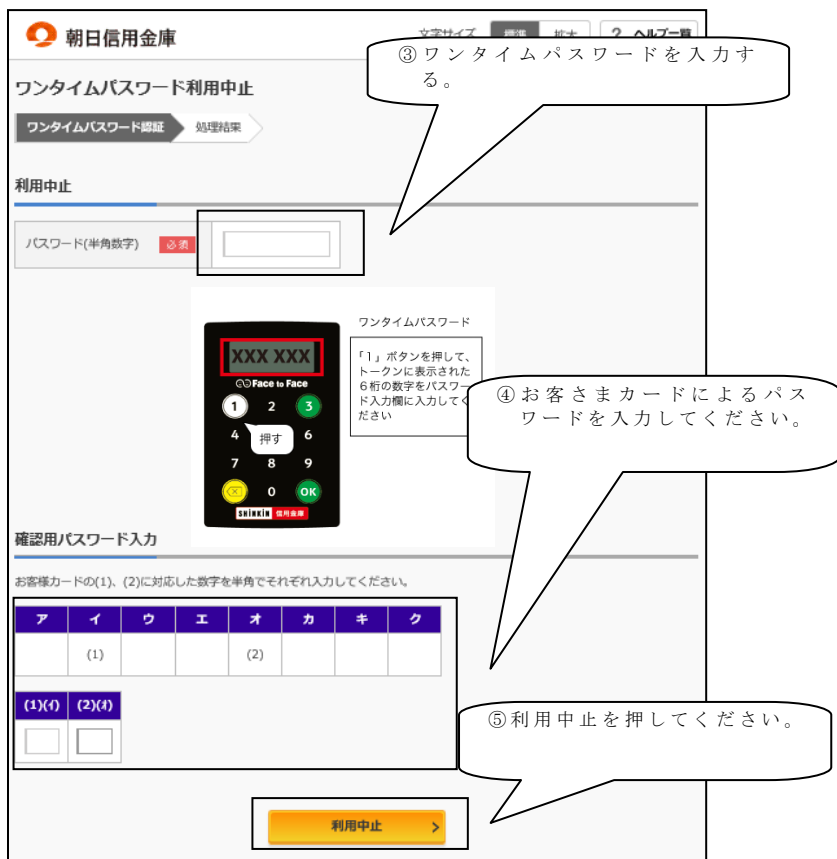 朝日信用金庫
文字サイズ 標準 拡大 ? ヘルプ一覧
③ワンタイムパスワードを入力す
る。
ワンタイムパスワード利用中止
ワンタイムパスワード認証 処理結果
利用中止
パスワード(半角数字) 必須
ワンタイムパスワード
「1」ボタンを押して、
トークンに表示された
6桁の数字をパスワー
ド入力欄に入力してく
ださい
XXX XXX
Face to Face
1 2 3
4 押す 6
7 8 9
0 OK
SHINKIN 信用金庫
④お客さまカードによるパス
ワードを入力してください。
確認用パスワード入力
お客様カードの(1)、(2)に対応した数字を半角でそれぞれ入力してください。
ア イ ウ エ オ カ キ ク
(1) (2)
(1)(ｲ) (2)(ｵ)
⑤利用中止を押してください。
利用中止 >